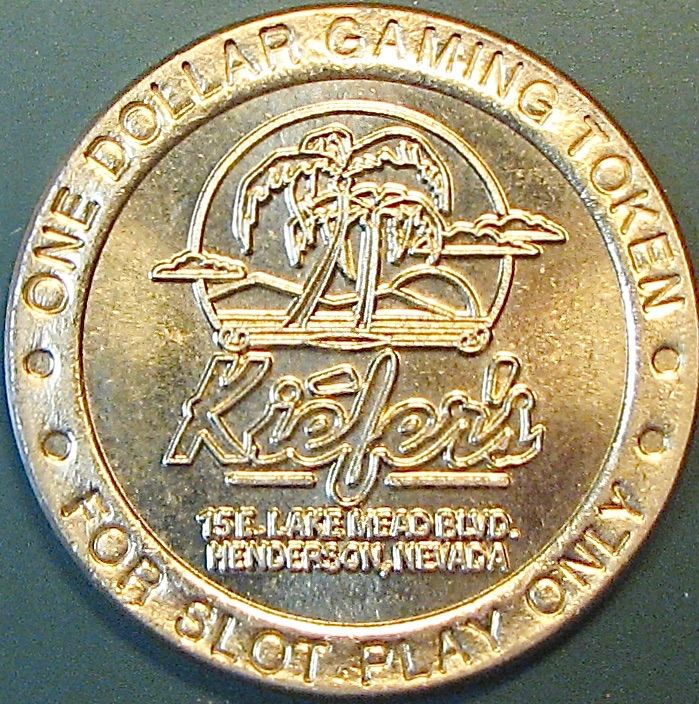 ONE DOLLAR GAMING TOKEN
Kiefer's
15 E. LAKE MEAD BLVD.
HENDERSON, NEVADA
FOR SLOT PLAY ONLY